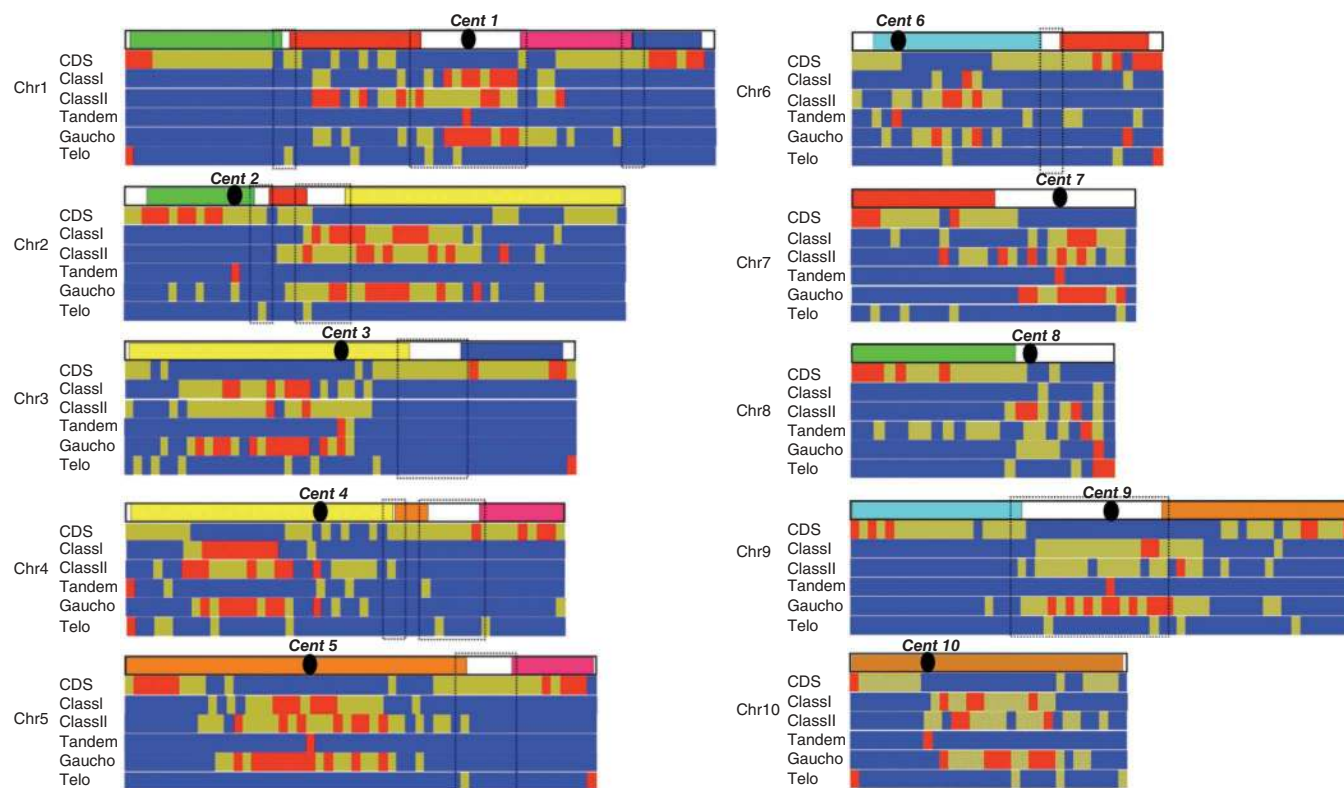 Cent 1
Chr1
CDS
ClassI
ClassII
Tandem
Gaucho
Telo
Cent 2
Chr2
CDS
ClassI
ClassII
Tandem
Gaucho
Telo
Cent 3
Chr3
CDS
ClassI
ClassII
Tandem
Gaucho
Telo
Cent 4
Chr4
CDS
ClassI
ClassII
Tandem
Gaucho
Telo
Cent 5
Chr5
CDS
ClassI
ClassII
Tandem
Gaucho
Telo
Cent 6
Chr6
CDS
ClassI
ClassII
Tandem
Gaucho
Telo
Cent 7
Chr7
CDS
ClassI
ClassII
Tandem
Gaucho
Telo
Cent 8
Chr8
CDS
ClassI
ClassII
Tandem
Gaucho
Telo
Cent 9
Chr9
CDS
ClassI
ClassII
Tandem
Gaucho
Telo
Cent 10
Chr10
CDS
ClassI
ClassII
Tandem
Gaucho
Telo